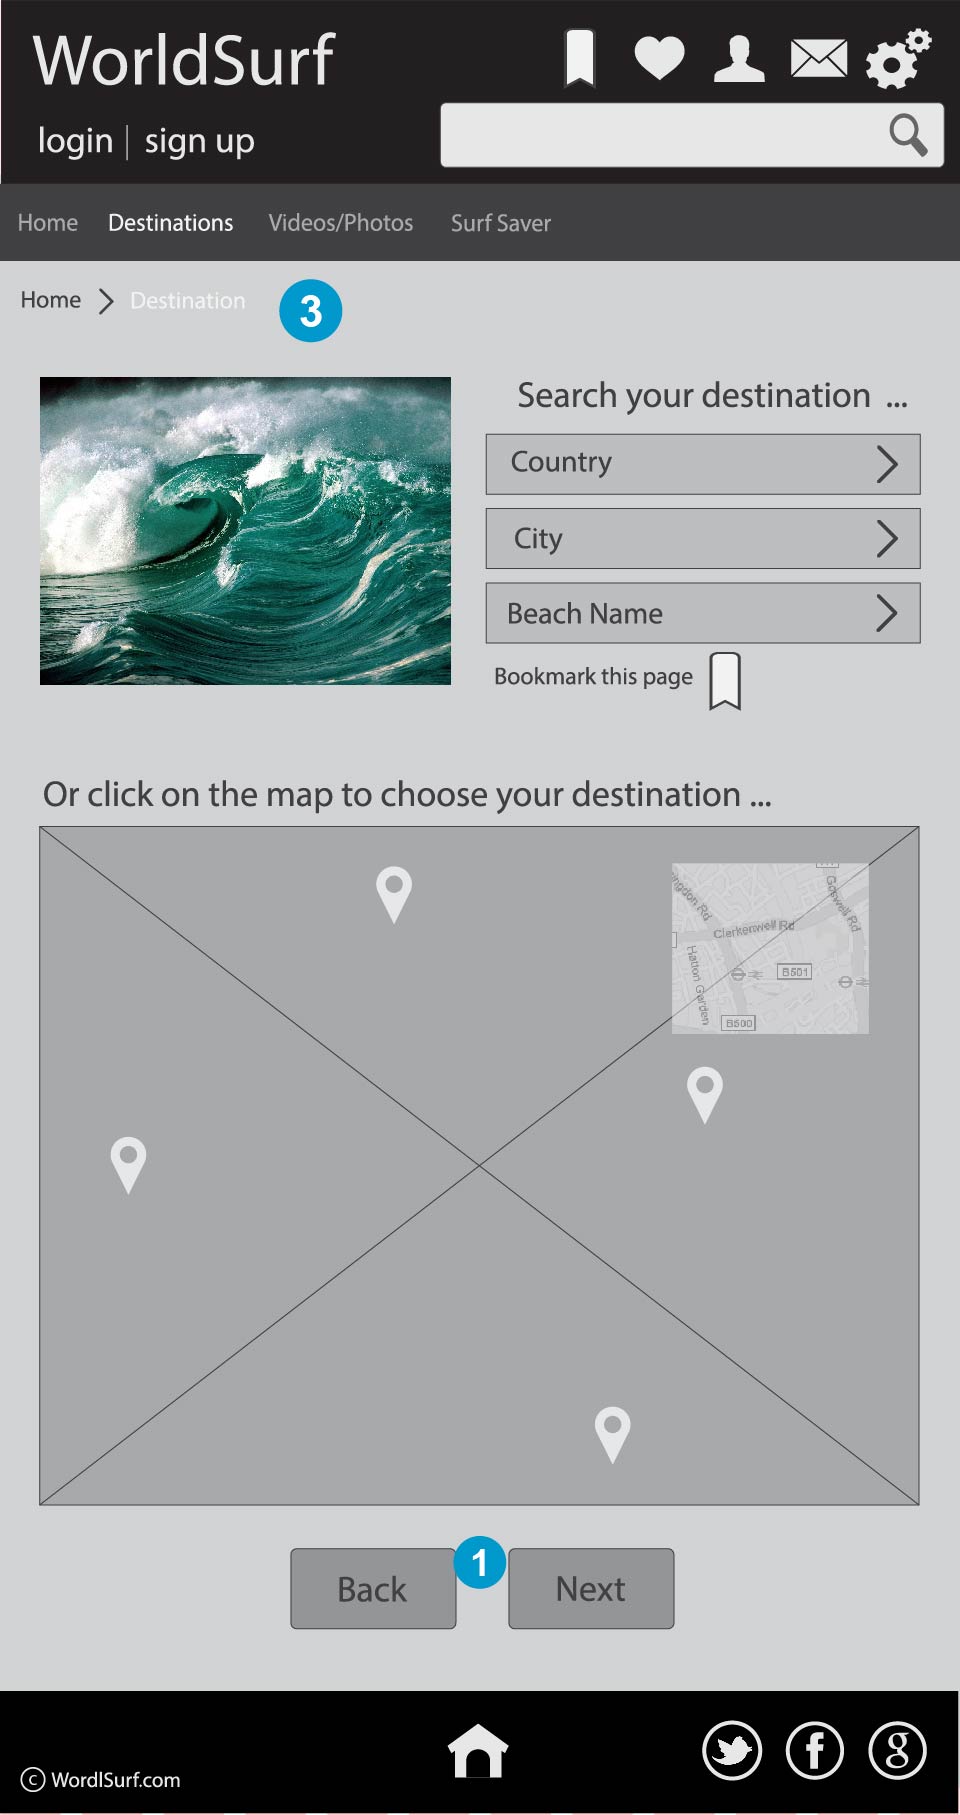 WorldSurf
login | sign up
Home Destinations Videos/Photos Surf Saver
Home > Destination
3
Search your destination ...
Country
City
Beach Name
Bookmark this page
Or click on the map to choose your destination ...
ngdon Rd
Goswell Rd
Clerkenwell Rd
Hatton Garden
B501
B500
Back
1
Next
© WordlSurf.com
f
g